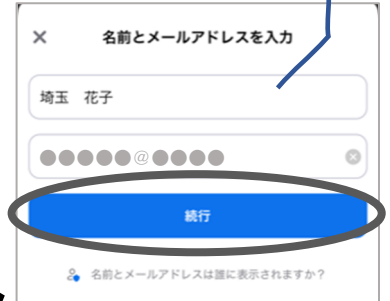 名前とメールアドレスを入力
埼玉 花子
●●●●●@●●●●
続行
名前とメールアドレスは誰に表示されますか？